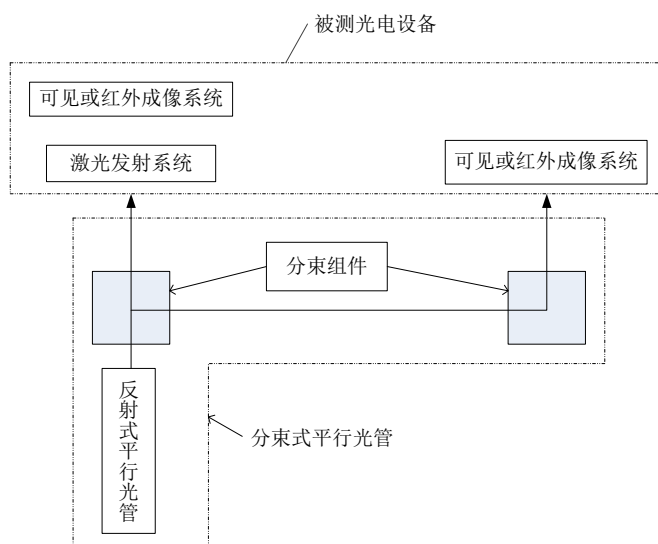 被测光电设备
可见或红外成像系统
激光发射系统
可见或红外成像系统
分束组件
反射式平行光管
分束式平行光管